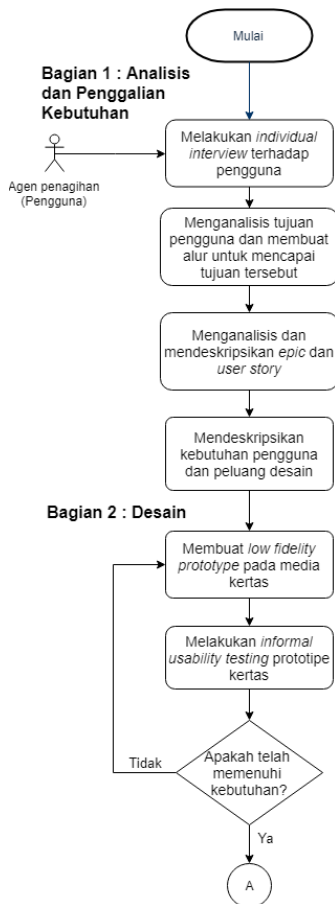 Mulai
Bagian 1 : Analisis
dan Penggalian
Kebutuhan
Agen penagihan
(Pengguna)
Melakukan individual
interview terhadap
pengguna
Menganalisis tujuan
pengguna dan membuat
alur untuk mencapai
tujuan tersebut
Menganalisis dan
mendeskripsikan epic dan
user story
Mendeskripsikan
kebutuhan pengguna
dan peluang desain
Bagian 2 : Desain
Membuat low fidelity
prototype pada media
kertas
Melakukan informal
usability testing prototipe
kertas
Apakah telah
memenuhi
kebutuhan?
Tidak
Ya
A